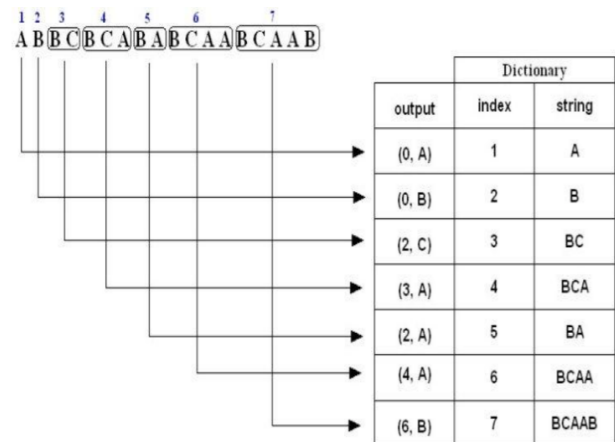 1 2 3 4 5 6 7
A B B C B C A B A B C A A B C A A B
Dictionary
output index string
(0, A) 1 A
(0, B) 2 B
(2, C) 3 BC
(3, A) 4 BCA
(2, A) 5 BA
(4, A) 6 BCAA
(6, B) 7 BCAAB